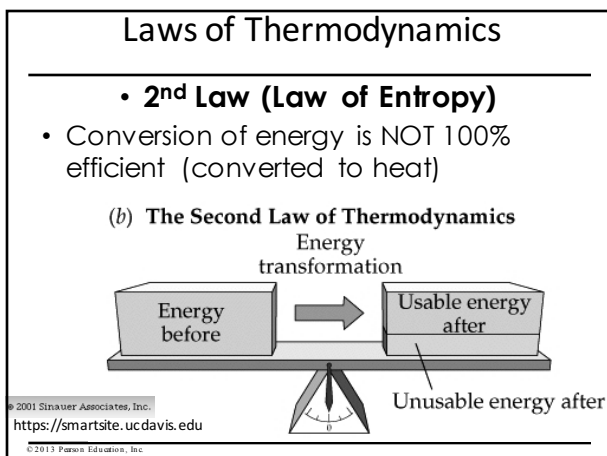 Laws of Thermodynamics
• 2nd Law (Law of Entropy)
• Conversion of energy is NOT 100%
efficient (converted to heat)
(b) The Second Law of Thermodynamics
Energy
transformation
Energy
before
Usable energy
after
Unusable energy after
0
© 2001 Sinauer Associates, Inc.
https://smartsite.ucdavis.edu
©2013 Pearson Education, Inc